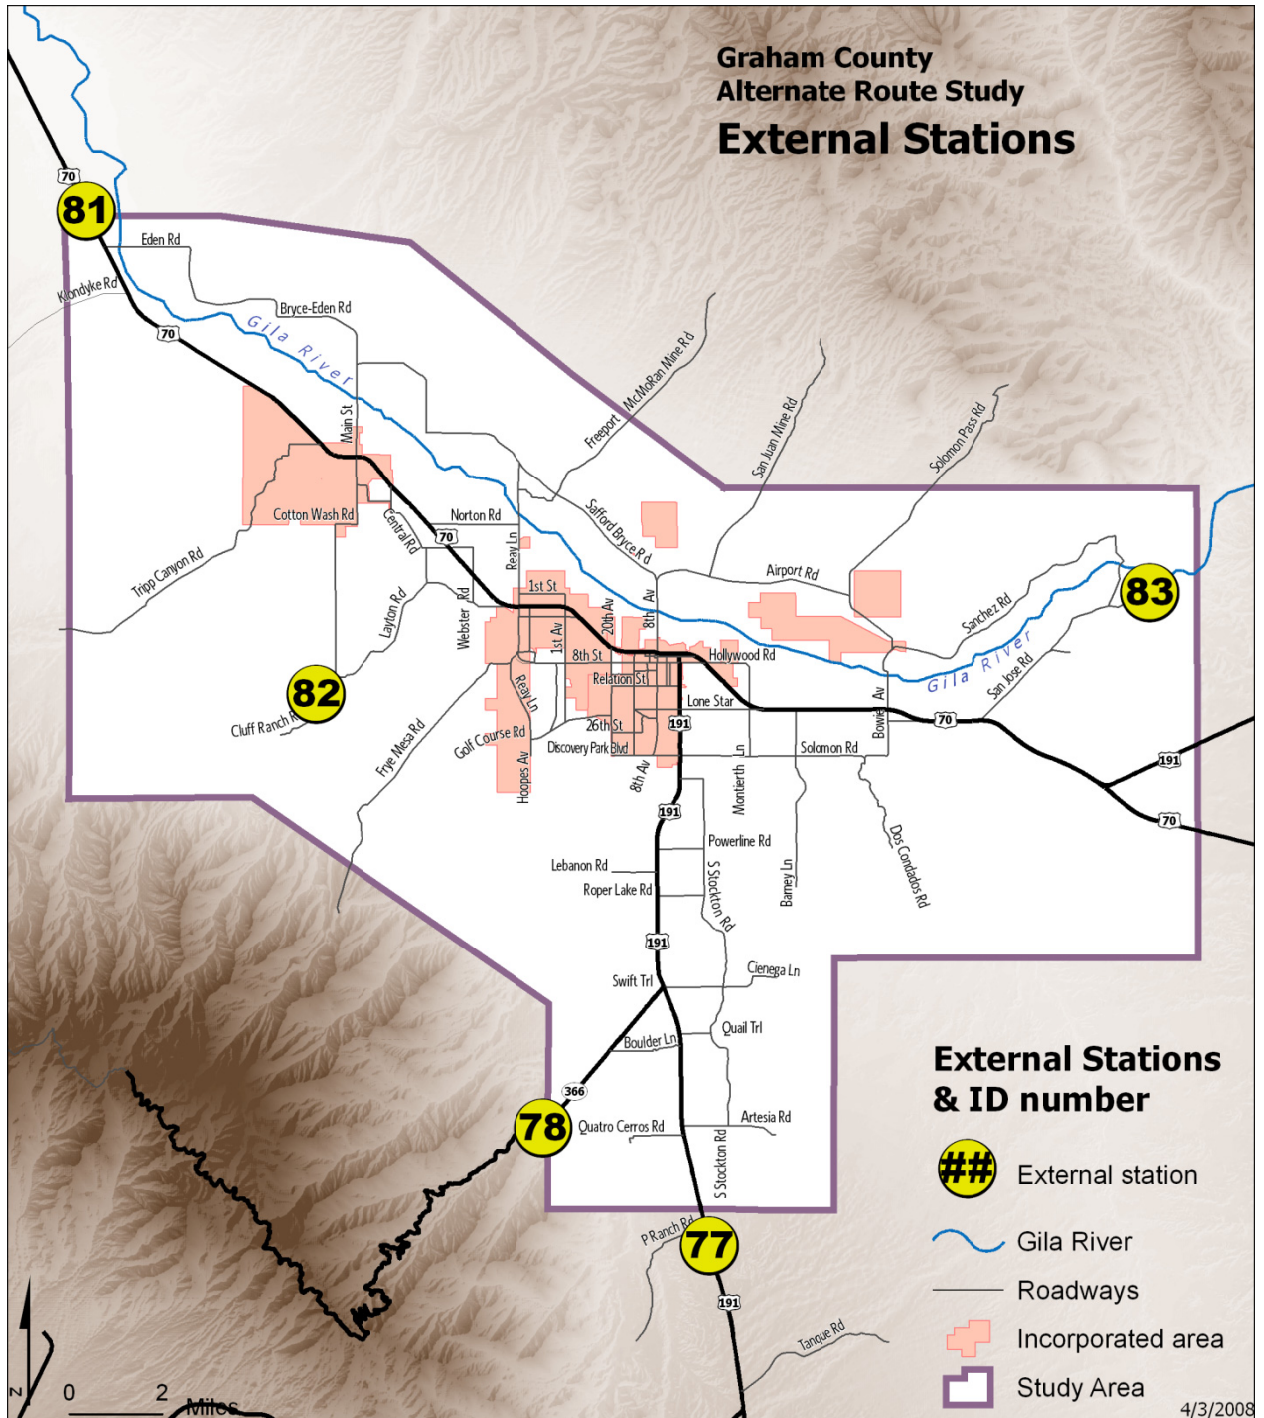 Graham County
Alternate Route Study
External Stations
70
81
Eden Rd
Klondyke Rd
Bryce-Eden Rd
70
Gila River
Freeport McMoRan Mine Rd
San Juan Mine Rd
Solomon Pass Rd
Main St
Cotton Wash Rd
Central Rd
Norton Rd
70
Reay Ln
Safford Bryce Rd
Airport Rd
83
Tripp Canyon Rd
Layton Rd
Webster Rd
1st St
1st Av
20th Av
8th Av
Sanchez Rd
Gila River
San Jose Rd
8th St
Hollywood Rd
Relation St
82
Cluff Ranch R
Reay Ln
Lone Star
26th St
191
Bowie Av
70
Frye Mesa Rd
Golf Course Rd
Discovery Park Blvd
Solomon Rd
191
Hoopes Av
8th Av
Montierth Ln
191
70
Powerline Rd
Lebanon Rd
Roper Lake Rd
S Stockton Rd
Barney Ln
Dos Condados Rd
191
Swift Trl
Cienega Ln
Boulder Ln
Quail Trl
366
78
Quatro Cerros Rd
Artesia Rd
S Stockton Rd
P Ranch Rd
77
191
Tanque Rd
External Stations
& ID number
##
External station
Gila River
Roadways
Incorporated area
Study Area
N
0 2
Miles
4/3/2008